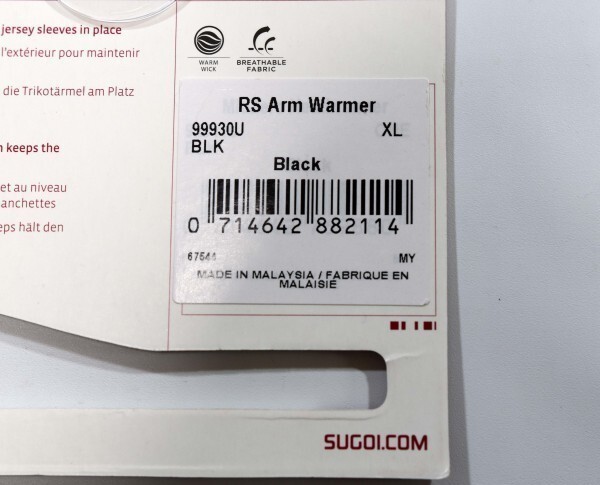 jersey sleeves in place
l'extérieur pour maintenir
die Trikotärmel am Platz
keeps the
et au niveau
anchettes
eps hält den
WARM
WICK
BREATHABLE
FABRIC
RS Arm Warmer
99930U XL
BLK
Black
0 714642 882114
67544 MY
MADE IN MALAYSIA / FABRIQUE EN
MALAISIE
SUGOI.COM